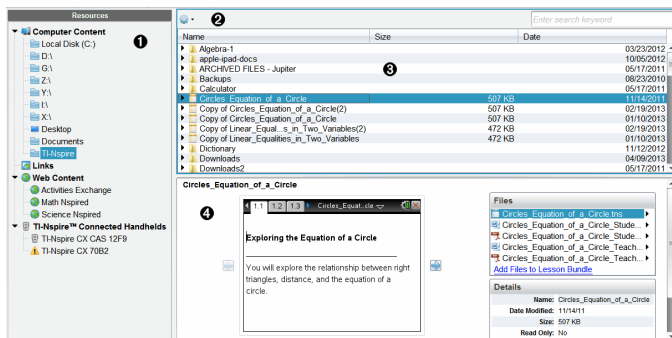 Resources
Computer Content
Local Disk (C:)
D:\
G:\
Z:\
Y:\
I:\
X:\
Desktop
Documents
TI-Nspire
Links
Web Content
Activities Exchange
Math Nspired
Science Nspired
TI-Nspire™ Connected Handhelds
TI-Nspire CX CAS 12F9
TI-Nspire CX 70B2
1
2
Enter search keyword
Name Size Date
Algebra-1 03/23/2012
apple-ipad-docs 10/05/2012
ARCHIVED FILES - Jupiter 05/17/2011
3
Backups 08/23/2010
Calculator 05/17/2011
Circles_Equation_of_a_Circle 507 KB 11/14/2011
Copy of Circles_Equation_of_a_Circle(2) 507 KB 02/19/2013
Copy of Circles_Equation_of_a_Circle 507 KB 01/10/2013
Copy of Linear_Equal...s_in_Two_Variables(2) 472 KB 02/19/2013
Copy of Linear_Equalities_in_Two_Variables 472 KB 01/10/2013
Dictionary 11/12/2012
Downloads 04/09/2013
Downloads2 05/17/2011
Circles_Equation_of_a_Circle
4
1.1 1.2 1.3 Circles_Equat...cle
Exploring the Equation of a Circle
You will explore the relationship between right
triangles, distance, and the equation of a
circle.
Files
Circles_Equation_of_a_Circle.tns
Circles_Equation_of_a_Circle_Stude...
Circles_Equation_of_a_Circle_Stude...
Circles_Equation_of_a_Circle_Teach...
Circles_Equation_of_a_Circle_Teach...
Add Files to Lesson Bundle
Details
Name: Circles_Equation_of_a_Circle
Date Modified: 11/14/11
Size: 507 KB
Read Only: No